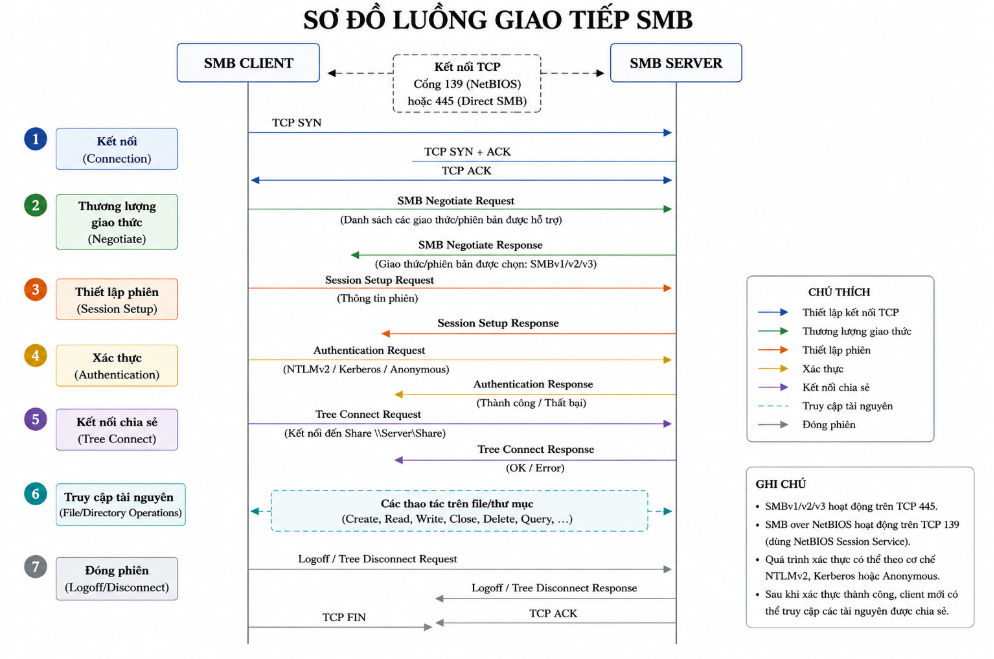 SƠ ĐỒ LUỒNG GIAO TIẾP SMB
SMB CLIENT
Kết nối TCP
Cổng 139 (NetBIOS)
hoặc 445 (Direct SMB)
SMB SERVER
1
Kết nối
(Connection)
TCP SYN
TCP SYN + ACK
TCP ACK
2
Thương lượng
giao thức
(Negotiate)
SMB Negotiate Request
(Danh sách các giao thức/phiên bản được hỗ trợ)
SMB Negotiate Response
(Giao thức/phiên bản được chọn: SMBv1/v2/v3)
3
Thiết lập phiên
(Session Setup)
Session Setup Request
(Thông tin phiên)
Session Setup Response
4
Xác thực
(Authentication)
Authentication Request
(NTLMv2 / Kerberos / Anonymous)
Authentication Response
(Thành công / Thất bại)
5
Kết nối chia sẻ
(Tree Connect)
Tree Connect Request
(Kết nối đến Share \\Server\Share)
Tree Connect Response
(OK / Error)
6
Truy cập tài nguyên
(File/Directory Operations)
Các thao tác trên file/thư mục
(Create, Read, Write, Close, Delete, Query, …)
7
Đóng phiên
(Logoff/Disconnect)
Logoff / Tree Disconnect Request
Logoff / Tree Disconnect Response
TCP FIN
TCP ACK
CHÚ THÍCH
Thiết lập kết nối TCP
Thương lượng giao thức
Thiết lập phiên
Xác thực
Kết nối chia sẻ
Truy cập tài nguyên
Đóng phiên
GHI CHÚ
• SMBv1/v2/v3 hoạt động trên TCP 445.
• SMB over NetBIOS hoạt động trên TCP 139
(dùng NetBIOS Session Service).
• Quá trình xác thực có thể theo cơ chế
NTLMv2, Kerberos hoặc Anonymous.
• Sau khi xác thực thành công, client mới có
thể truy cập các tài nguyên được chia sẻ.